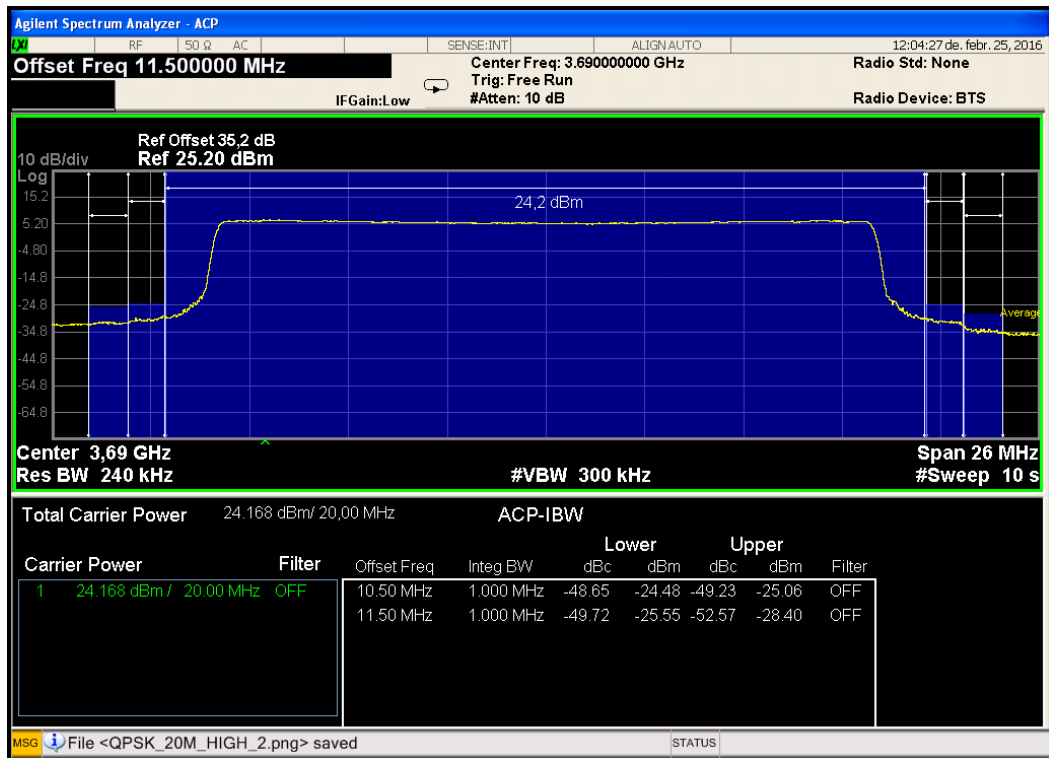 Agilent Spectrum Analyzer - ACP
LXI RF 50 Ω AC SENSE:INT ALIGN AUTO 12:04:27 de. febr. 25, 2016
Offset Freq 11.500000 MHz
Center Freq: 3.690000000 GHz
Radio Std: None
Trig: Free Run
IFGain:Low
#Atten: 10 dB
Radio Device: BTS
Ref Offset 35,2 dB
10 dB/div
Ref 25.20 dBm
Log
15.2
24,2 dBm
5.20
-4.80
-14.8
-24.8
Average
-34.8
-44.8
-54.8
-64.8
Center 3,69 GHz
Span 26 MHz
Res BW 240 kHz
#VBW 300 kHz
#Sweep 10 s
Total Carrier Power 24.168 dBm/ 20,00 MHz
ACP-IBW
Lower Upper
Carrier Power Filter
Offset Freq Integ BW dBc dBm dBc dBm Filter
1 24.168 dBm / 20.00 MHz OFF
10.50 MHz 1.000 MHz -48.65 -24.48 -49.23 -25.06 OFF
11.50 MHz 1.000 MHz -49.72 -25.55 -52.57 -28.40 OFF
MSG File <QPSK_20M_HIGH_2.png> saved
STATUS